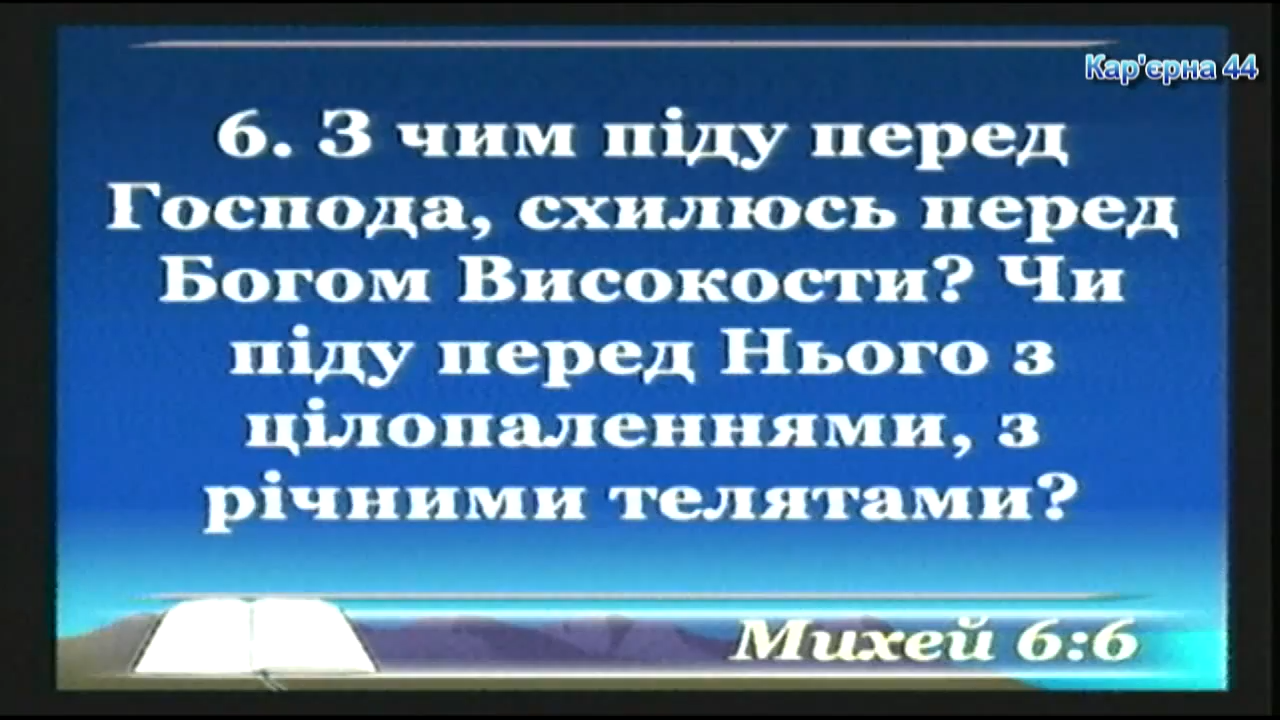 Кар'єрна 44
6. З чим піду перед
Господа, схилюсь перед
Богом Високости? Чи
піду перед Нього з
цілопаленнями, з
річними телятами?
Михей 6:6